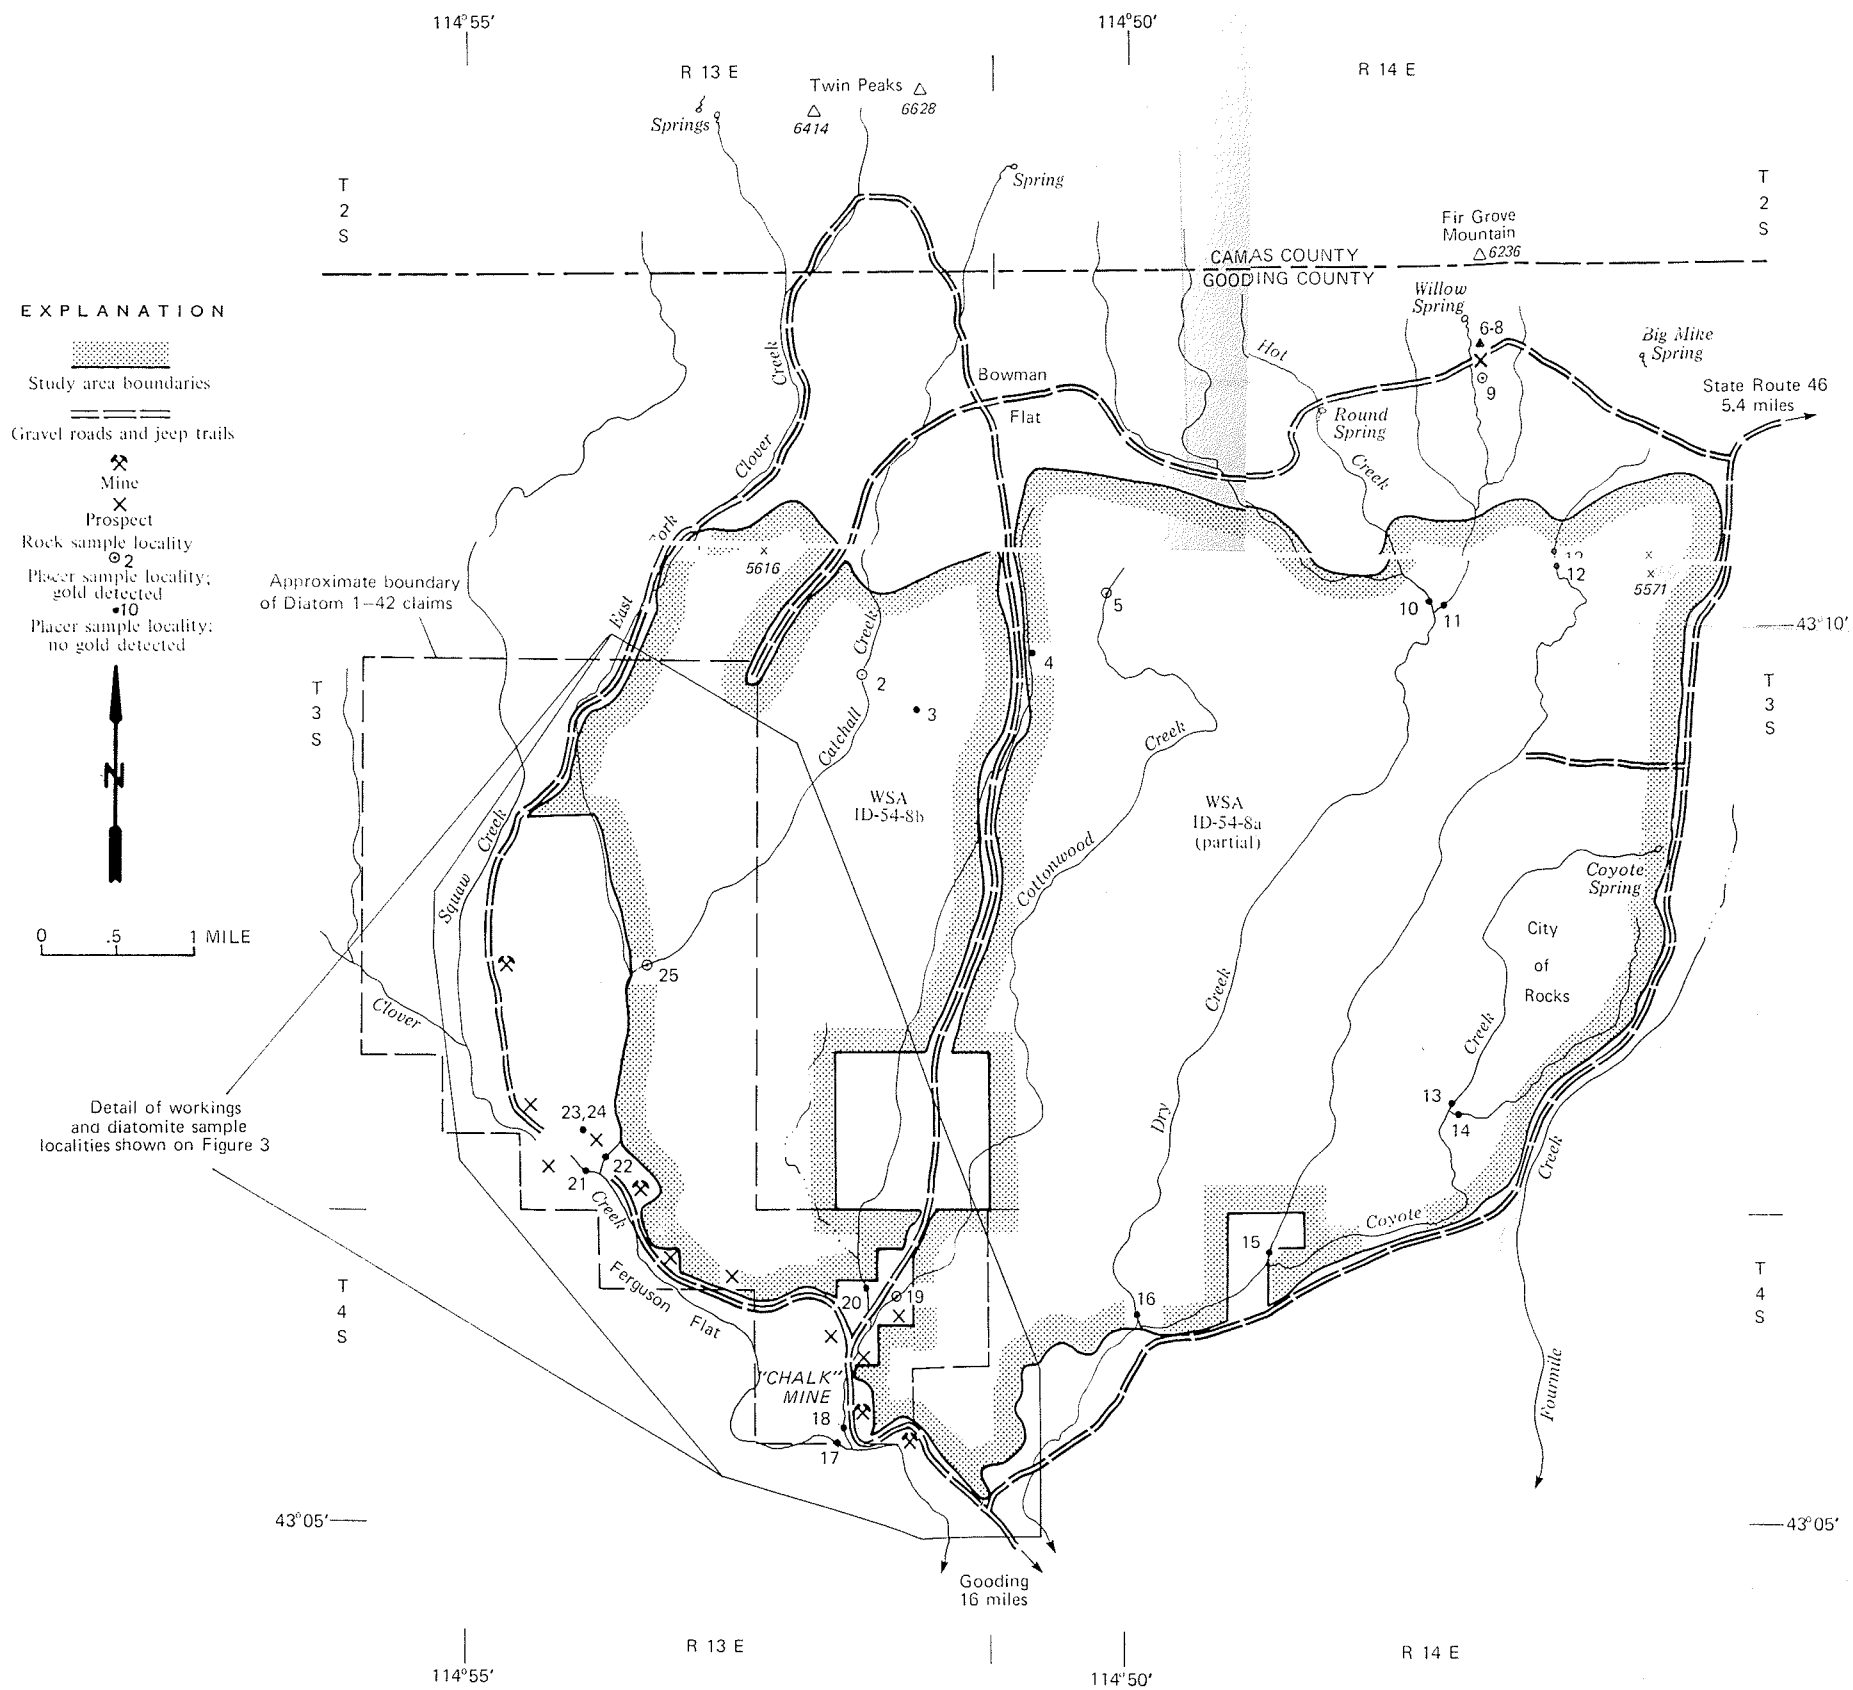 114°55'
114°50'
R 13 E
R 14 E
Twin Peaks
6628
6414
Springs
Spring
T
2
S
T
2
S
Fir Grove
Mountain
6236
CAMAS COUNTY
GOODING COUNTY
Willow
Spring
6-8
Big Mike
Spring
Hot
EXPLANATION
Study area boundaries
Gravel roads and jeep trails
Mine
Prospect
Rock sample locality
2
Placer sample locality;
gold detected
10
Placer sample locality;
no gold detected
N
0 .5 1 MILE
Creek
Bowman
Flat
9
State Route 46
5.4 miles
Round
Spring
Creek
Clover
Fork
East
5616
Approximate boundary
of Diatom 1–42 claims
5
12
12
5571
10
11
43°10'
Creek
4
2
3
T
3
S
T
3
S
Catchall
Creek
WSA
ID-54-8b
WSA
ID-54-8a
(partial)
Creek
Squaw
Cottonwood
Coyote
Spring
City
of
Rocks
25
Creek
Clover
Creek
Detail of workings
and diatomite sample
localities shown on Figure 3
23,24
22
21
Dry
13
14
Creek
Creek
Coyote
15
Ferguson
Flat
20
19
16
T
4
S
T
4
S
"CHALK"
MINE
18
17
Fourmile
43°05'
43°05'
Gooding
16 miles
R 13 E
R 14 E
114°55'
114°50'